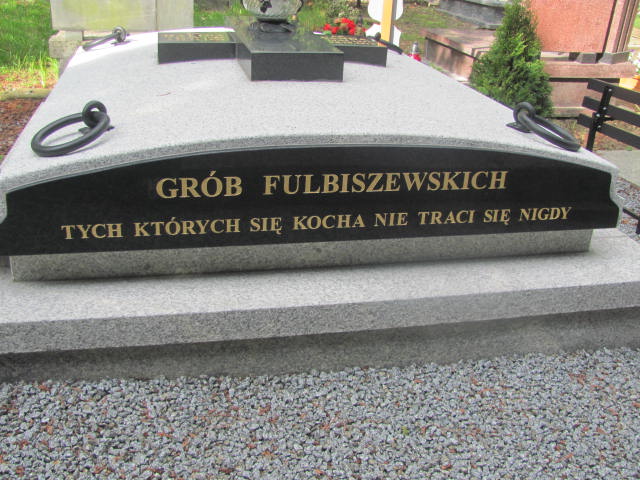 GRÓB FULBISZEWSKICH
TYCH KTÓRYCH SIĘ KOCHA NIE TRACI SIĘ NIGDY